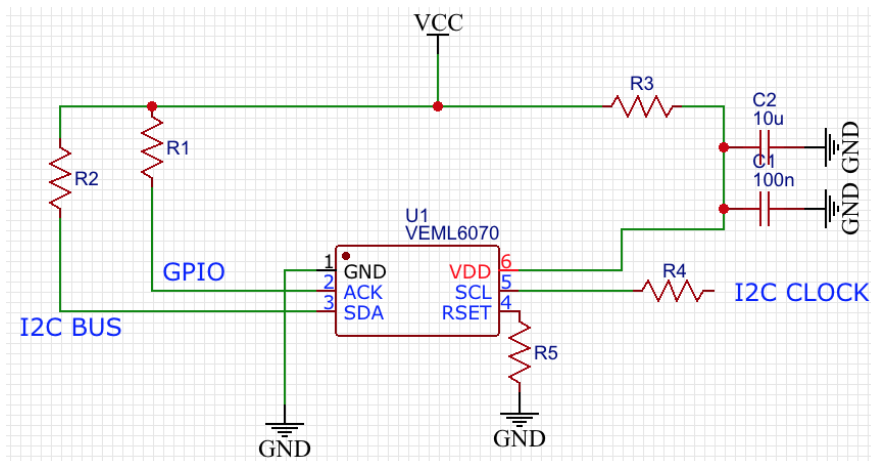 VCC
R3
C2
10u
GND
R1
R2
C1
100n
GND
U1
VEML6070
GPIO
1
GND
VDD
6
2
ACK
SCL
5
3
SDA
RSET
4
R4
I2C CLOCK
I2C BUS
R5
GND
GND